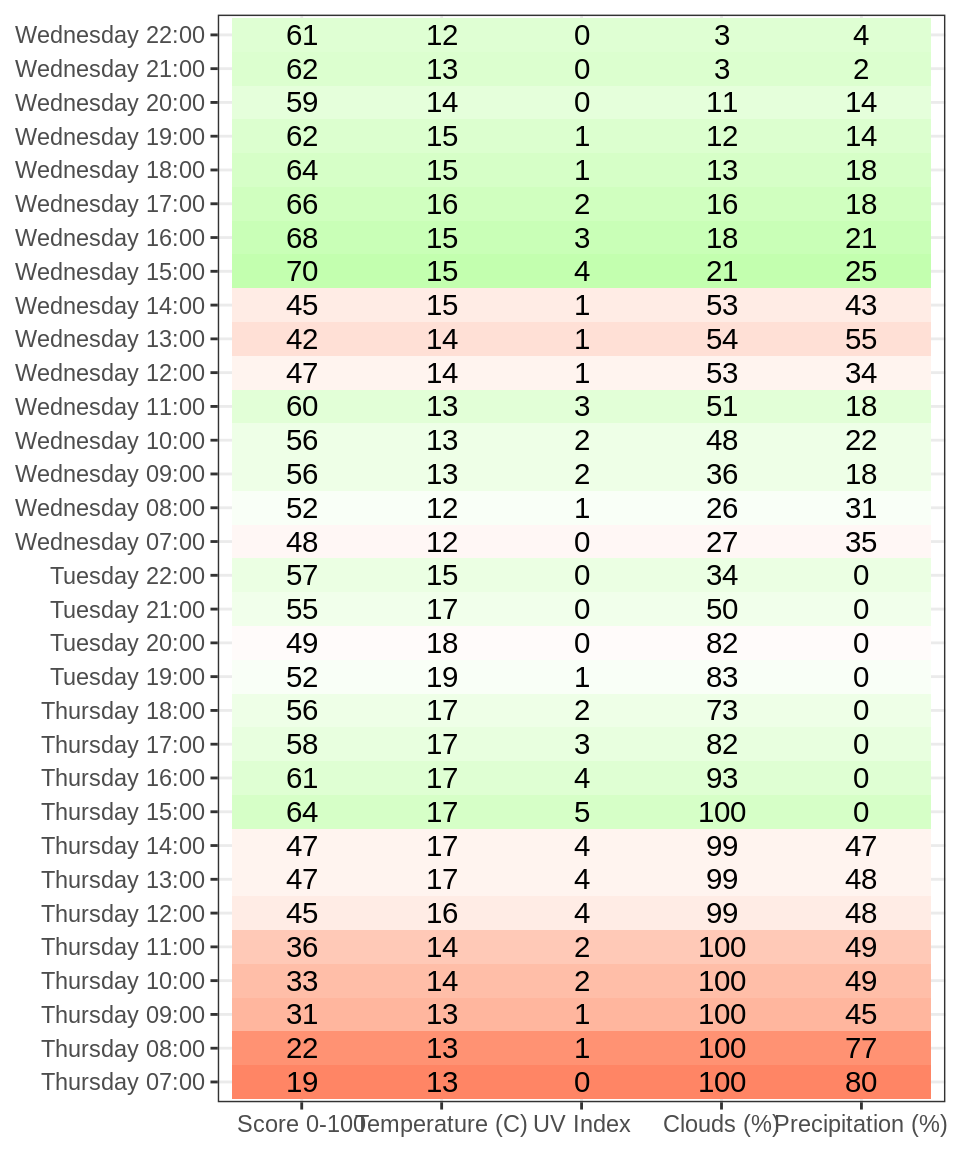 Wednesday 22:00 61 12 0 3 4
Wednesday 21:00 62 13 0 3 2
Wednesday 20:00 59 14 0 11 14
Wednesday 19:00 62 15 1 12 14
Wednesday 18:00 64 15 1 13 18
Wednesday 17:00 66 16 2 16 18
Wednesday 16:00 68 15 3 18 21
Wednesday 15:00 70 15 4 21 25
Wednesday 14:00 45 15 1 53 43
Wednesday 13:00 42 14 1 54 55
Wednesday 12:00 47 14 1 53 34
Wednesday 11:00 60 13 3 51 18
Wednesday 10:00 56 13 2 48 22
Wednesday 09:00 56 13 2 36 18
Wednesday 08:00 52 12 1 26 31
Wednesday 07:00 48 12 0 27 35
Tuesday 22:00 57 15 0 34 0
Tuesday 21:00 55 17 0 50 0
Tuesday 20:00 49 18 0 82 0
Tuesday 19:00 52 19 1 83 0
Thursday 18:00 56 17 2 73 0
Thursday 17:00 58 17 3 82 0
Thursday 16:00 61 17 4 93 0
Thursday 15:00 64 17 5 100 0
Thursday 14:00 47 17 4 99 47
Thursday 13:00 47 17 4 99 48
Thursday 12:00 45 16 4 99 48
Thursday 11:00 36 14 2 100 49
Thursday 10:00 33 14 2 100 49
Thursday 09:00 31 13 1 100 45
Thursday 08:00 22 13 1 100 77
Thursday 07:00 19 13 0 100 80
Score 0-100 Temperature (C) UV Index Clouds (%) Precipitation (%)